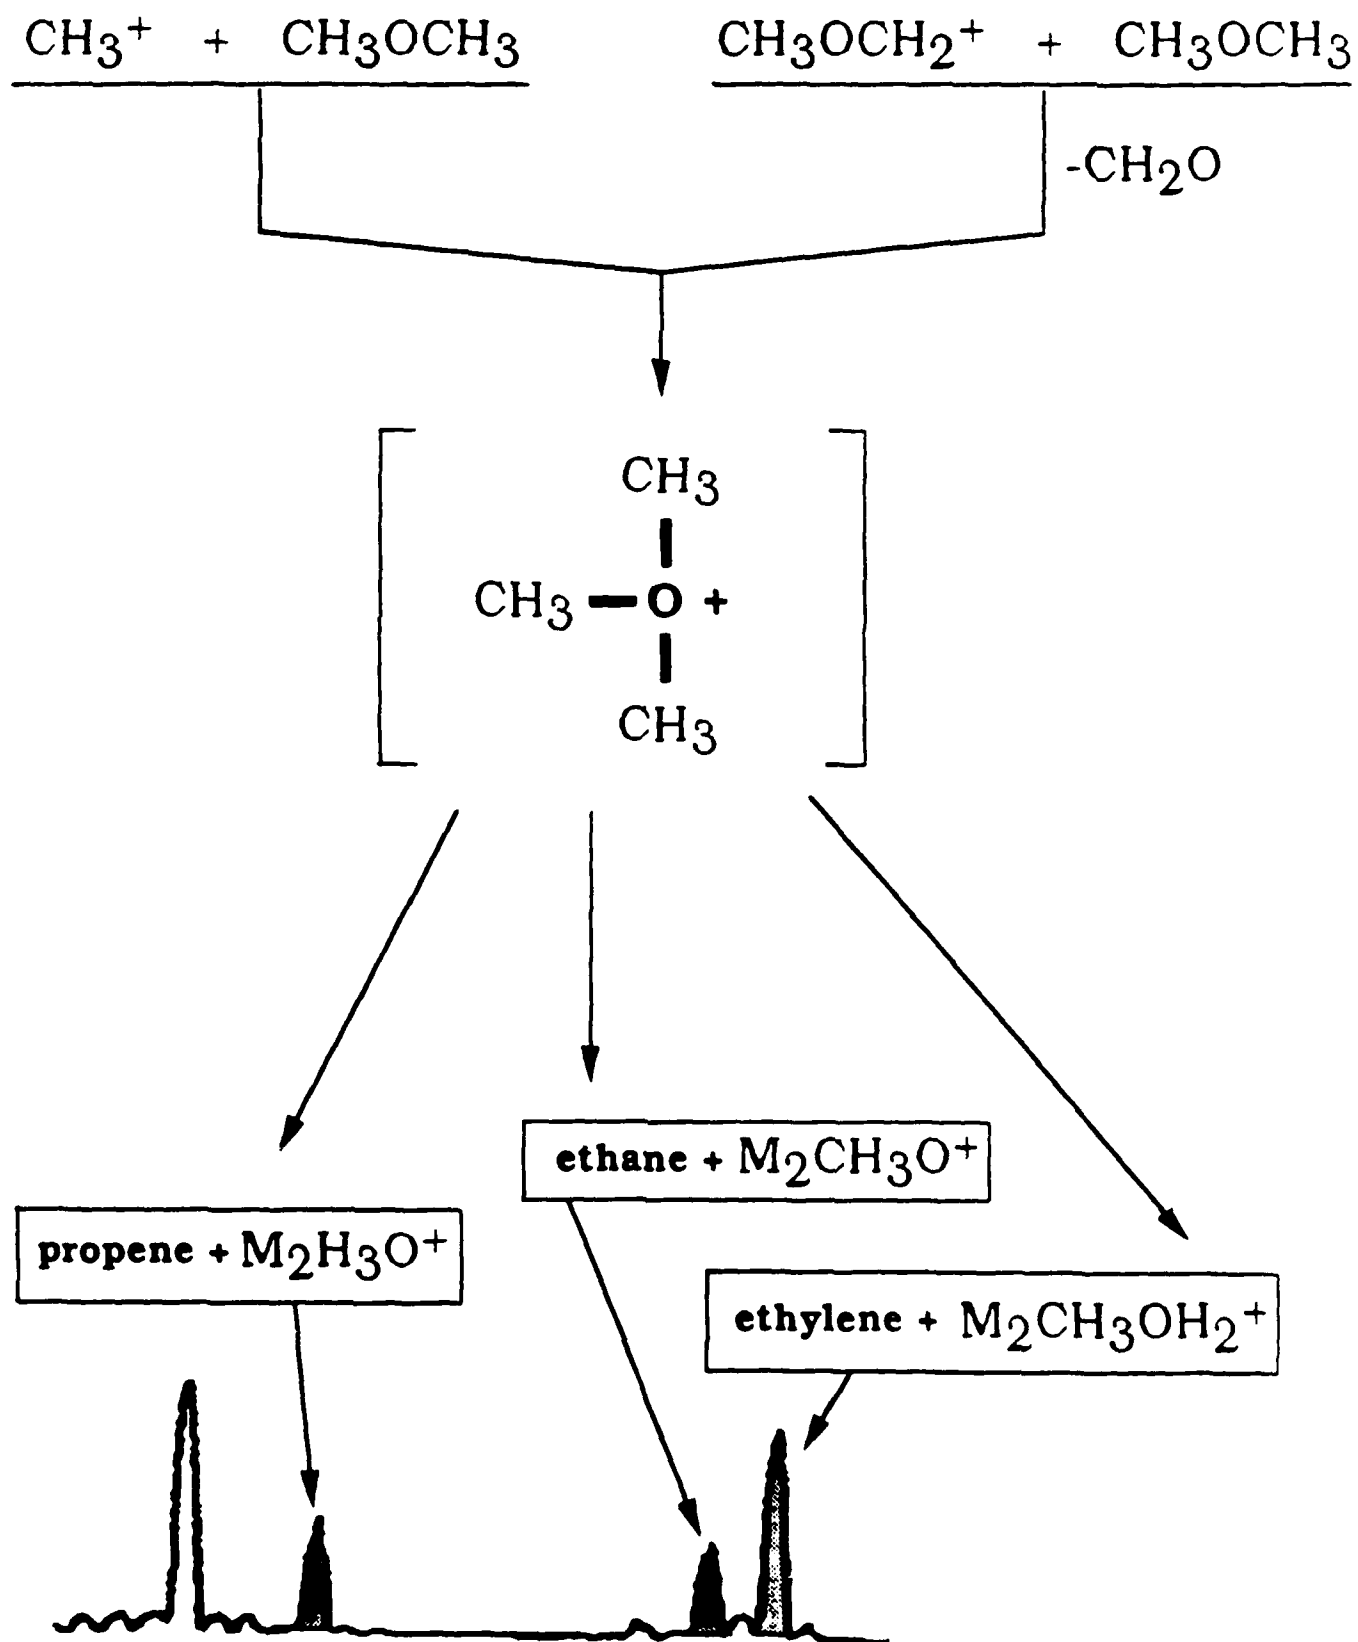 CH3+ + CH3OCH3
CH3OCH2+ + CH3OCH3
-CH2O
CH3
CH3 O +
CH3
ethane + M2CH3O+
propene + M2H3O+
ethylene + M2CH3OH2+